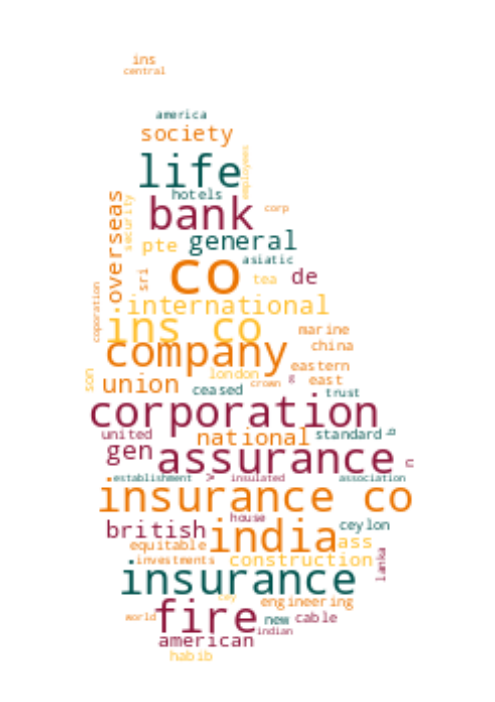 ins
central
america
society
employees
life
hotels
bank
corp
overseas
security
general
pte
asiatic
co
sri
tea
de
international
coporation
ins co
marine
china
company
london
eastern
son
union
ceased
crown
&
east
trust
corporation
united
national
standard
gen
assurance
establishment
insulated
association
insurance co
house
british
india
ceylon
equitable
ass
investments
construction
lanka
insurance
cey
engineering
world
fire
new
cable
indian
american
habib